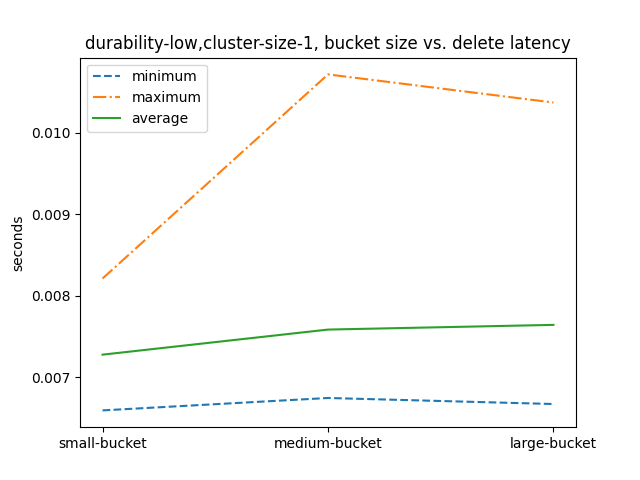 durability-low,cluster-size-1, bucket size vs. delete latency
minimum
maximum
average
0.010
0.009
0.008
0.007
seconds
small-bucket
medium-bucket
large-bucket